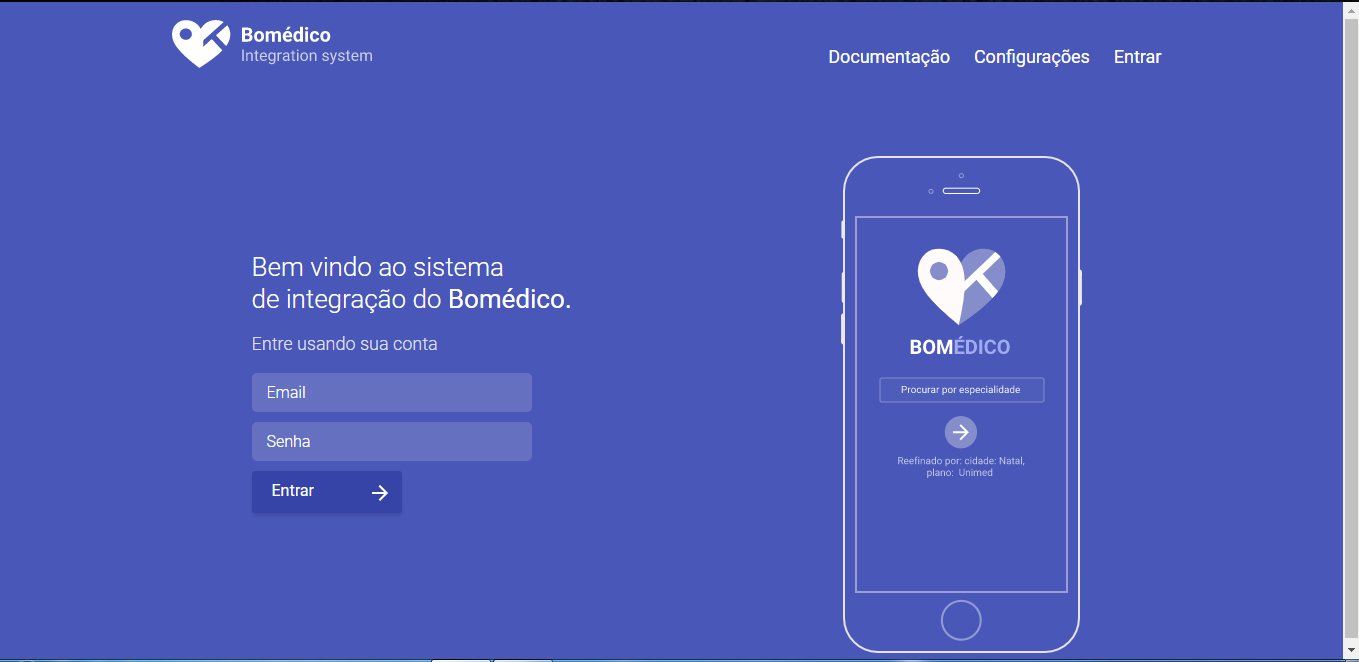 Bomédico
Integration system
Documentação Configurações Entrar
Bem vindo ao sistema
de integração do Bomédico.
Entre usando sua conta
Email
Senha
Entrar
BOMÉDICO
Procurar por especialidade
Reefinado por: cidade: Natal,
plano: Unimed